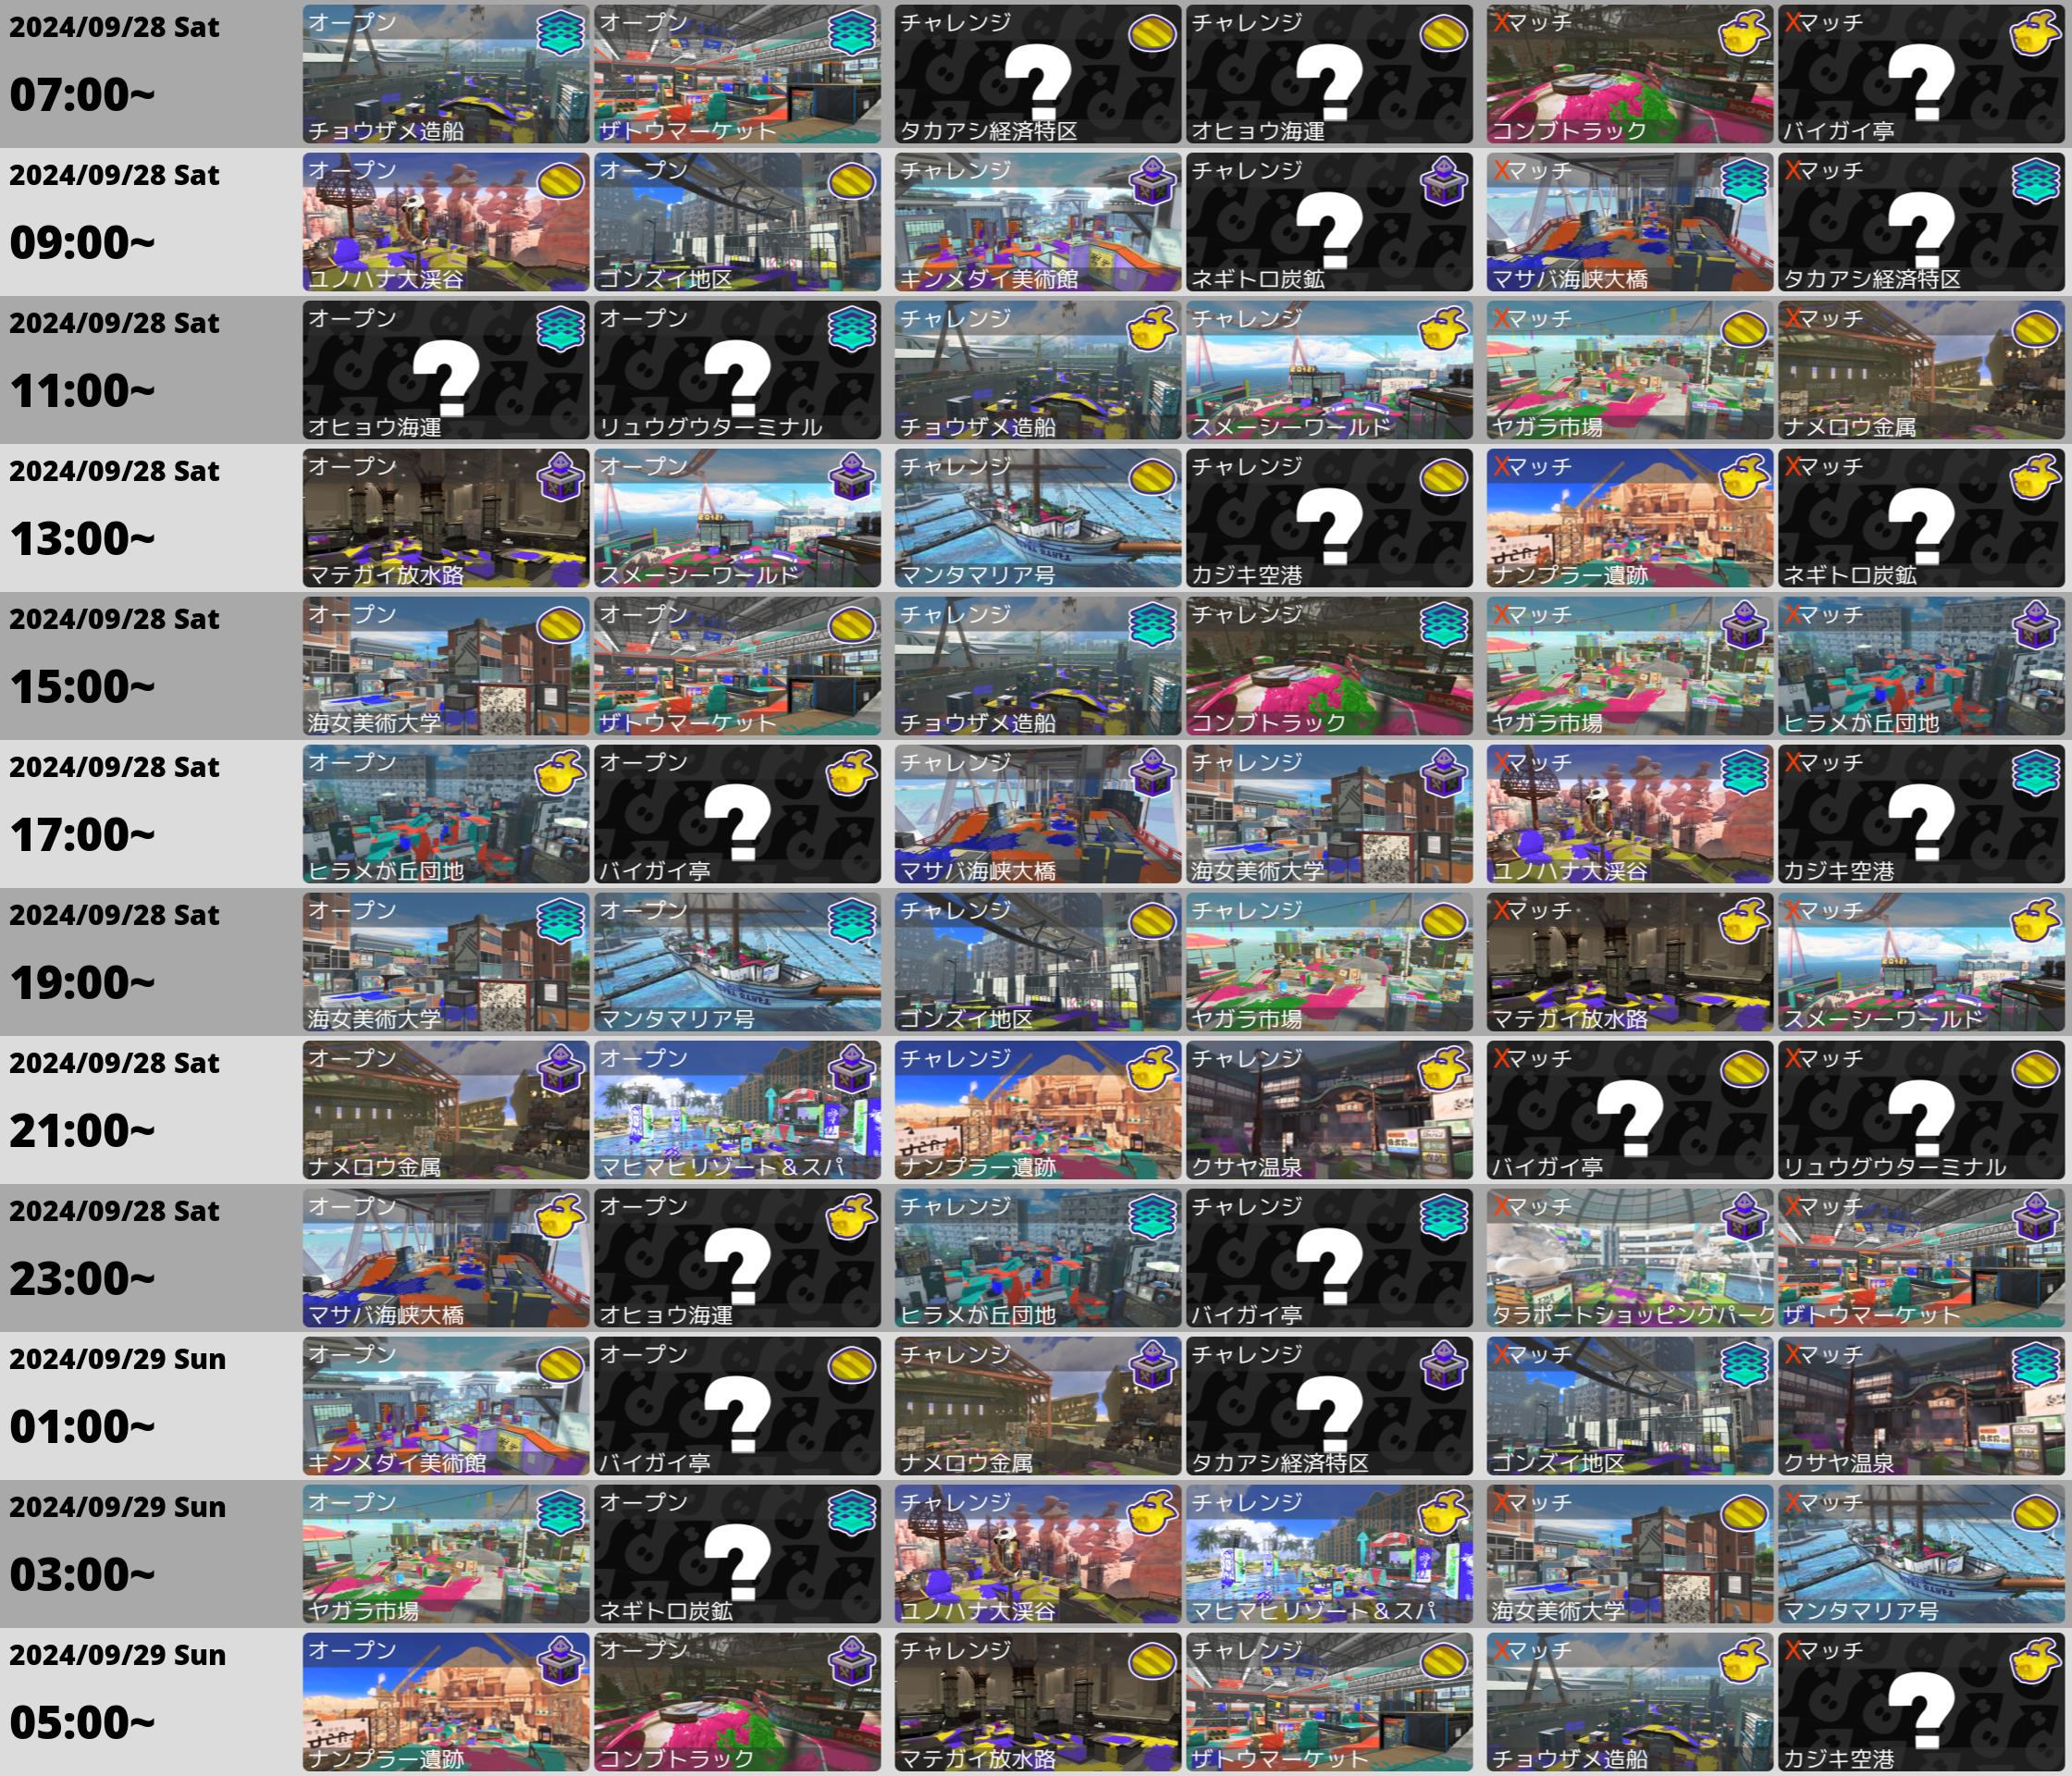 2024/09/28 Sat
07:00~
オープン
チョウザメ造船
オープン
ザトウマーケット
チャレンジ
タカアシ経済特区
チャレンジ
オヒョウ海運
Xマッチ
コンブトラック
Xマッチ
バイガイ亭
2024/09/28 Sat
09:00~
オープン
ユノハナ大渓谷
オープン
ゴンズイ地区
チャレンジ
キンメダイ美術館
チャレンジ
ネギトロ炭鉱
Xマッチ
マサバ海峡大橋
Xマッチ
タカアシ経済特区
2024/09/28 Sat
11:00~
オープン
オヒョウ海運
オープン
リュウグウターミナル
チャレンジ
チョウザメ造船
チャレンジ
スメーシーワールド
Xマッチ
ヤガラ市場
Xマッチ
ナメロウ金属
2024/09/28 Sat
13:00~
オープン
マテガイ放水路
オープン
スメーシーワールド
チャレンジ
マンタマリア号
チャレンジ
カジキ空港
Xマッチ
ナンプラー遺跡
Xマッチ
ネギトロ炭鉱
2024/09/28 Sat
15:00~
オープン
海女美術大学
オープン
ザトウマーケット
チャレンジ
チョウザメ造船
チャレンジ
コンブトラック
Xマッチ
ヤガラ市場
Xマッチ
ヒラメが丘団地
2024/09/28 Sat
17:00~
オープン
ヒラメが丘団地
オープン
バイガイ亭
チャレンジ
マサバ海峡大橋
チャレンジ
海女美術大学
Xマッチ
ユノハナ大渓谷
Xマッチ
カジキ空港
2024/09/28 Sat
19:00~
オープン
海女美術大学
オープン
マンタマリア号
チャレンジ
ゴンズイ地区
チャレンジ
ヤガラ市場
Xマッチ
マテガイ放水路
Xマッチ
スメーシーワールド
2024/09/28 Sat
21:00~
オープン
ナメロウ金属
オープン
マヒマヒリゾート＆スパ
チャレンジ
ナンプラー遺跡
チャレンジ
クサヤ温泉
Xマッチ
バイガイ亭
Xマッチ
リュウグウターミナル
2024/09/28 Sat
23:00~
オープン
マサバ海峡大橋
オープン
オヒョウ海運
チャレンジ
ヒラメが丘団地
チャレンジ
バイガイ亭
Xマッチ
タラポートショッピングパーク
Xマッチ
ザトウマーケット
2024/09/29 Sun
01:00~
オープン
キンメダイ美術館
オープン
バイガイ亭
チャレンジ
ナメロウ金属
チャレンジ
タカアシ経済特区
Xマッチ
ゴンズイ地区
Xマッチ
クサヤ温泉
2024/09/29 Sun
03:00~
オープン
ヤガラ市場
オープン
ネギトロ炭鉱
チャレンジ
ユノハナ大渓谷
チャレンジ
マヒマヒリゾート＆スパ
Xマッチ
海女美術大学
Xマッチ
マンタマリア号
2024/09/29 Sun
05:00~
オープン
ナンプラー遺跡
オープン
コンブトラック
チャレンジ
マテガイ放水路
チャレンジ
ザトウマーケット
Xマッチ
チョウザメ造船
Xマッチ
カジキ空港